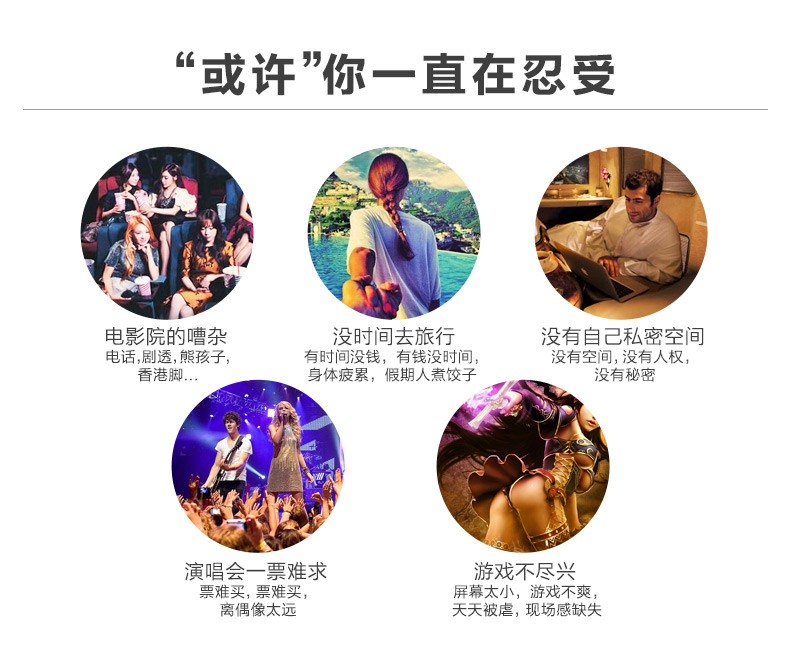 “或许”你一直在忍受
电影院的嘈杂
电话,剧透,熊孩子,
香港脚...
没时间去旅行
有时间没钱，有钱没时间,
身体疲累，假期人煮饺子
没有自己私密空间
没有空间, 没有人权,
没有秘密
演唱会一票难求
票难买, 票难买,
离偶像太远
游戏不尽兴
屏幕太小，游戏不爽,
天天被虐, 现场感缺失